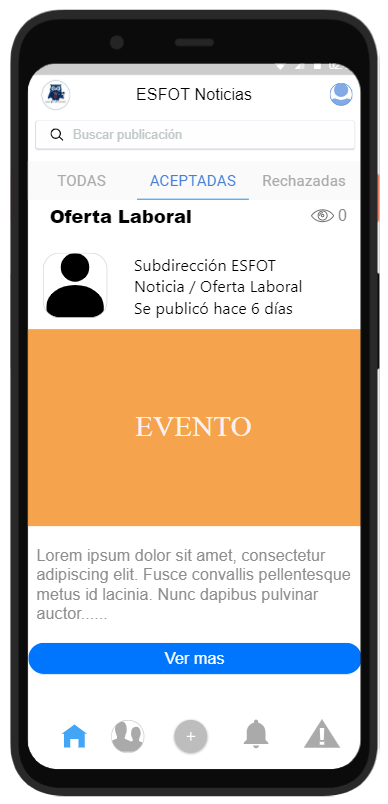 ESFOT Noticias
Buscar publicación
TODAS ACEPTADAS Rechazadas
Oferta Laboral 0
Subdirección ESFOT
Noticia / Oferta Laboral
Se publicó hace 6 días
EVENTO
Lorem ipsum dolor sit amet, consectetur
adipiscing elit. Fusce convallis pellentesque
metus id lacinia. Nunc dapibus pulvinar
auctor......
Ver mas